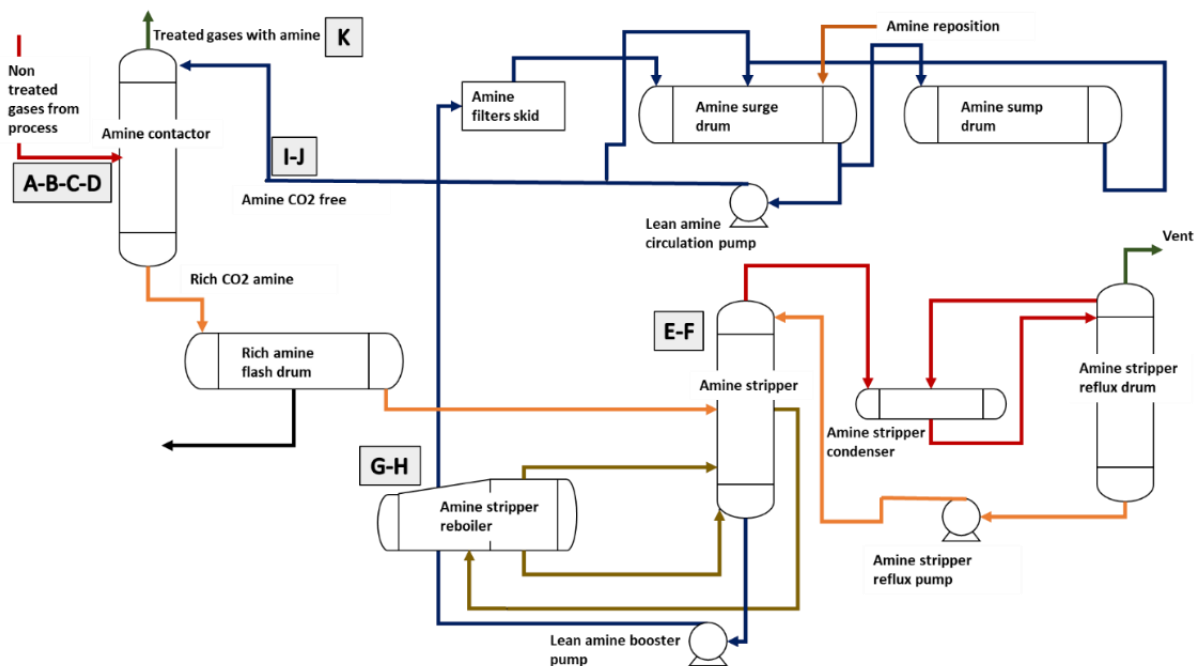 Treated gases with amine
K
Non
treated
gases from
process
Amine contactor
A-B-C-D
I-J
Amine CO2 free
Amine
filters skid
Amine reposition
Amine surge
drum
Amine sump
drum
Lean amine
circulation pump
Rich CO2 amine
Rich amine
flash drum
E-F
Vent
Amine stripper
Amine stripper
reflux drum
Amine stripper
condenser
G-H
Amine stripper
reboiler
Amine stripper
reflux pump
Lean amine booster
pump